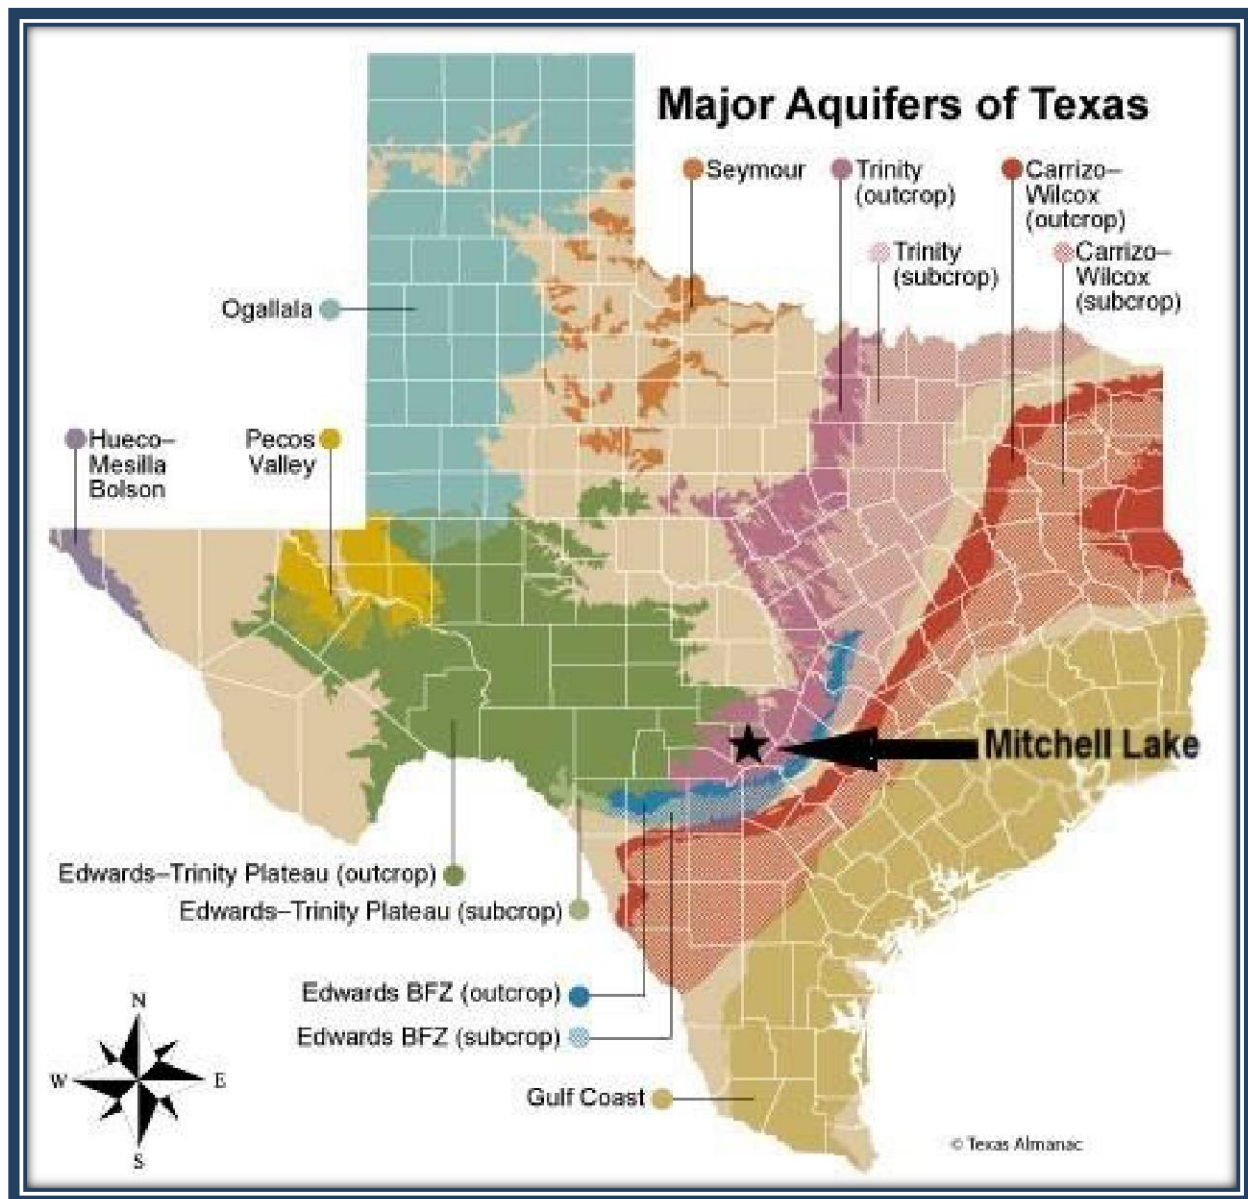 Major Aquifers of Texas
Seymour
Trinity
(outcrop)
Carrizo–
Wilcox
(outcrop)
Trinity
(subcrop)
Carrizo–
Wilcox
(subcrop)
Ogallala
Hueco–
Mesilla
Bolson
Pecos
Valley
Mitchell Lake
Edwards–Trinity Plateau (outcrop)
Edwards–Trinity Plateau (subcrop)
Edwards BFZ (outcrop)
Edwards BFZ (subcrop)
Gulf Coast
N
W
E
S
© Texas Almanac